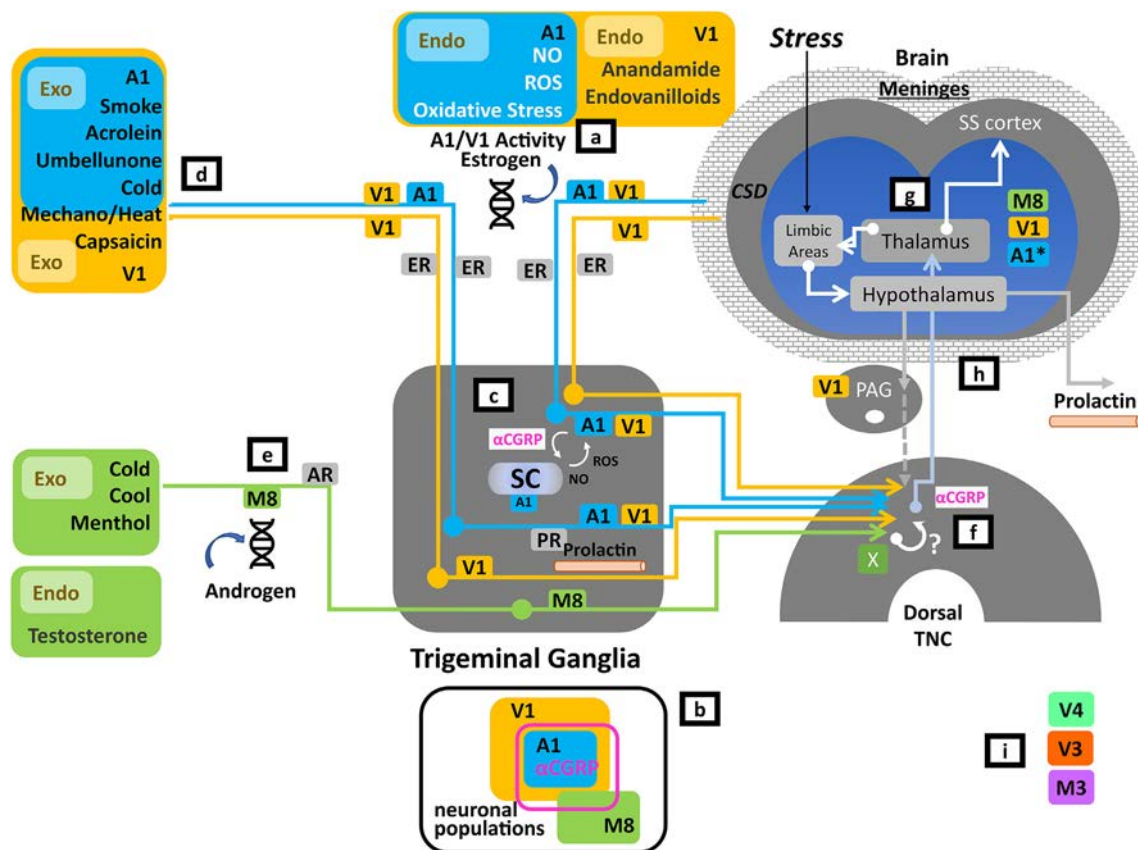 Exo
A1
Smoke
Acrolein
Umbellunone
Cold
Mechano/Heat
Capsaicin
Exo
V1
d
Endo
A1
NO
ROS
Oxidative Stress
Endo
V1
Anandamide
Endovanilloids
A1/V1 Activity
Estrogen
a
V1 A1
V1
A1 V1
V1
ER
ER
ER
ER
Stress
Brain
Meninges
SS cortex
CSD
g
M8
V1
A1*
Limbic
Areas
Thalamus
Hypothalamus
h
V1
PAG
Prolactin
c
αCGRP
A1 V1
ROS
NO
SC
A1
A1 V1
PR
Prolactin
V1
M8
Trigeminal Ganglia
Exo
Cold
Cool
Menthol
e
M8
AR
Androgen
Endo
Testosterone
αCGRP
f
?
X
Dorsal
TNC
b
V1
A1
αCGRP
neuronal
populations
M8
i
V4
V3
M3